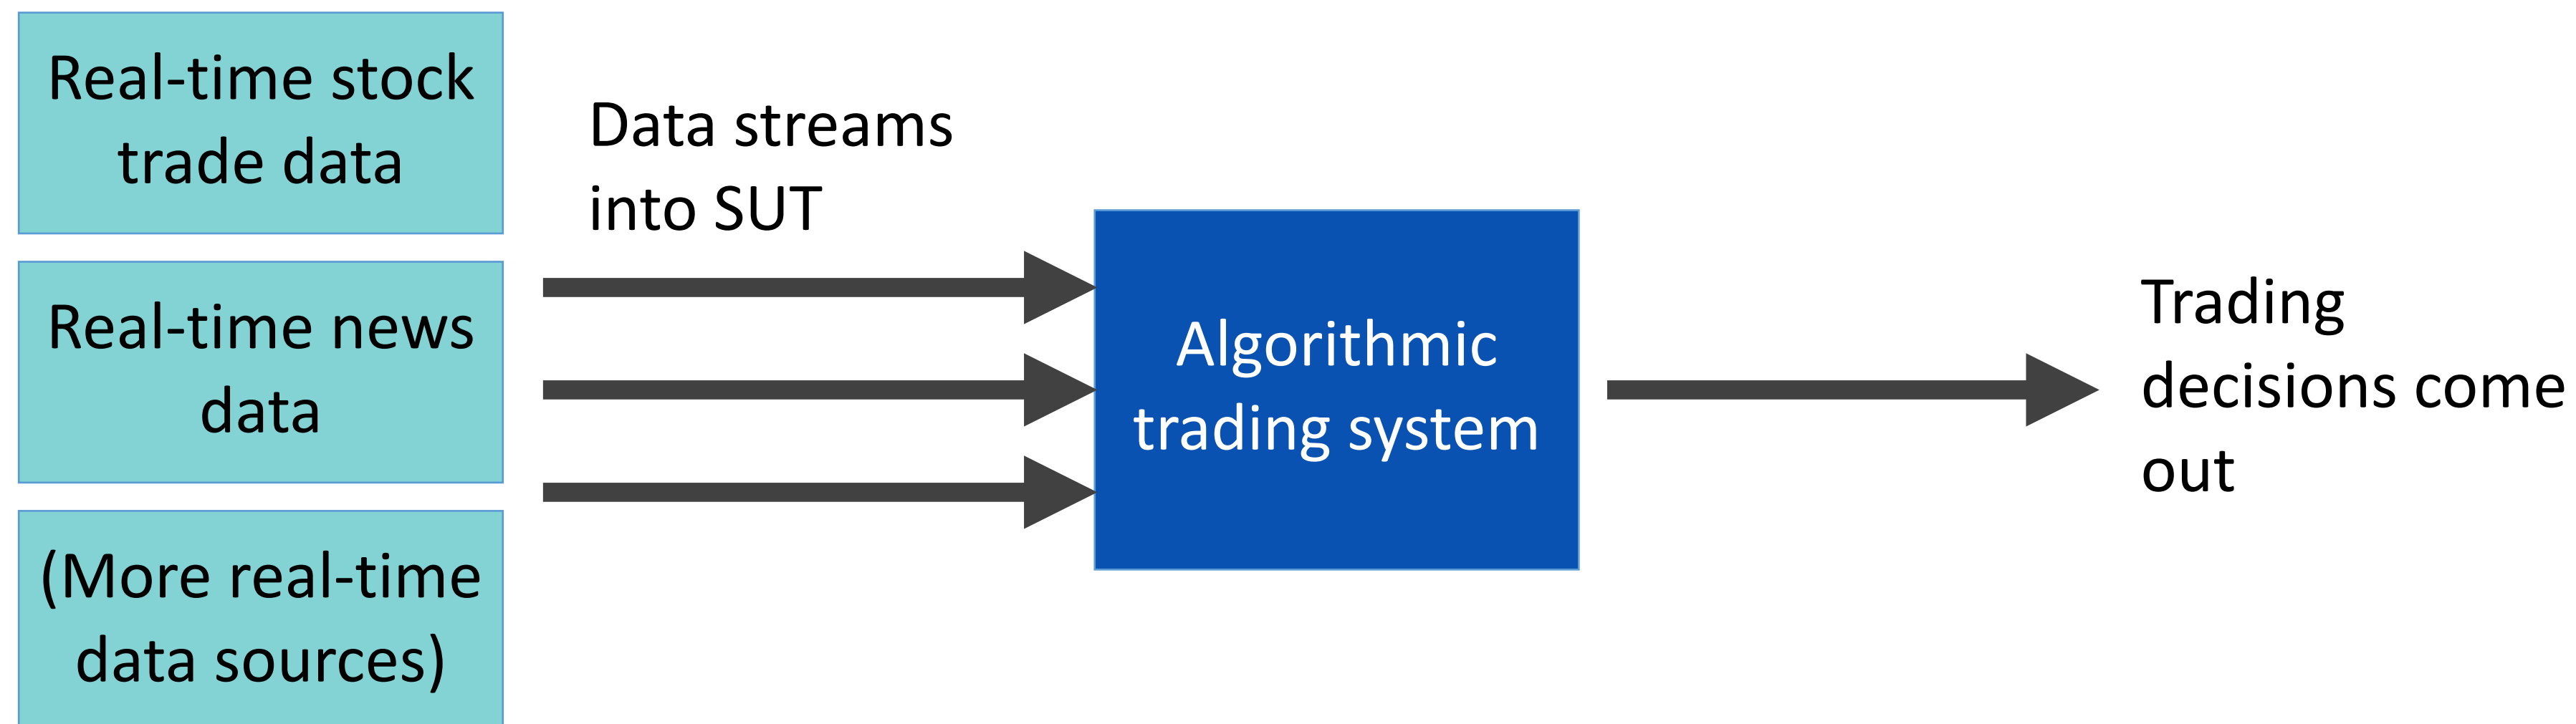 Real-time stock
trade data
Data streams
into SUT
Real-time news
data
Algorithmic
trading system
Trading
decisions come
out
(More real-time
data sources)